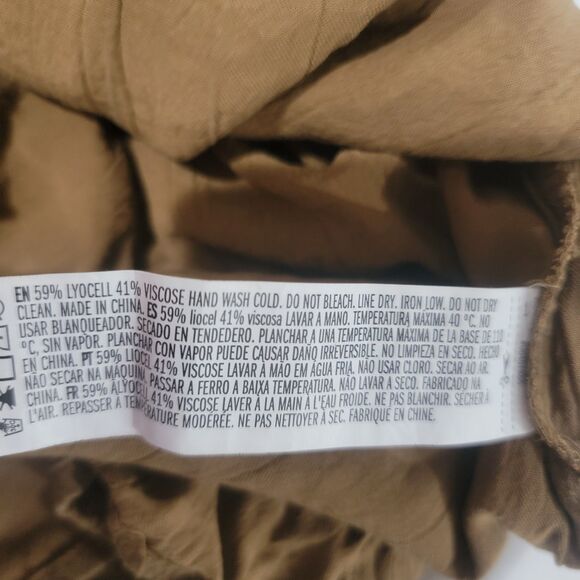 EN 59% LYOCELL 41% VISCOSE HAND WASH COLD. DO NOT BLEACH. LINE DRY. IRON LOW. DO NOT DRY
CLEAN. MADE IN CHINA. ES 59% liocel 41% viscosa LAVAR A MANO. TEMPERATURA MÁXIMA 40 °C. NO
USAR BLANQUEADOR. SECADO EN TENDEDERO. PLANCHAR A UNA TEMPERATURA MÁXIMA DE LA BASE DE 110
°C, SIN VAPOR. PLANCHAR CON VAPOR PUEDE CAUSAR DAÑO IRREVERSIBLE. NO LIMPIEZA EN SECO. HECHO
EN CHINA. PT 59% LIOCEL 41% VISCOSE LAVAR À MÃO EM ÁGUA FRIA. NÃO USAR CLORO. SECAR AO AR.
NÃO SECAR NA MÁQUINA. PASSAR A FERRO A BAIXA TEMPERATURA. NÃO LAVAR A SECO. FABRICADO NA
CHINA. FR 59% LYOCELL 41% VISCOSE LAVER À LA MAIN À L'EAU FROIDE. NE PAS BLANCHIR. SÉCHER À
L'AIR. REPASSER À TEMPÉRATURE MODÉRÉE. NE PAS NETTOYER À SEC. FABRIQUÉ EN CHINE.